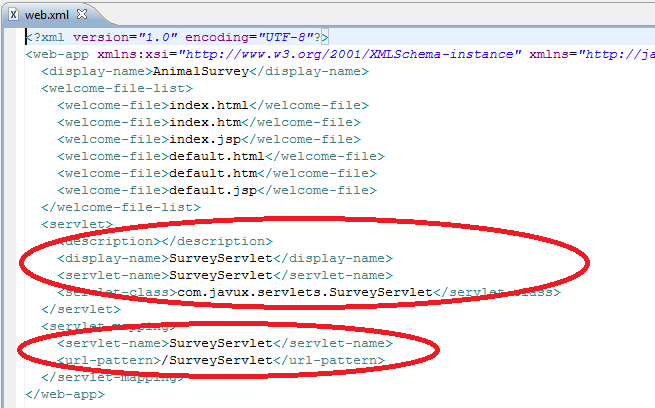 web.xml
<?xml version="1.0" encoding="UTF-8"?>
<web-app xmlns:xsi="http://www.w3.org/2001/XMLSchema-instance" xmlns="http://ja
<display-name>AnimalSurvey</display-name>
<welcome-file-list>
<welcome-file>index.html</welcome-file>
<welcome-file>index.htm</welcome-file>
<welcome-file>index.jsp</welcome-file>
<welcome-file>default.html</welcome-file>
<welcome-file>default.htm</welcome-file>
<welcome-file>default.jsp</welcome-file>
</welcome-file-list>
<servlet>
<description></description>
<display-name>SurveyServlet</display-name>
<servlet-name>SurveyServlet</servlet-name>
<servlet-class>com.javux.servlets.SurveyServlet</servlet-class>
</servlet>
<servlet-mapping>
<servlet-name>SurveyServlet</servlet-name>
<url-pattern>/SurveyServlet</url-pattern>
</servlet-mapping>
</web-app>